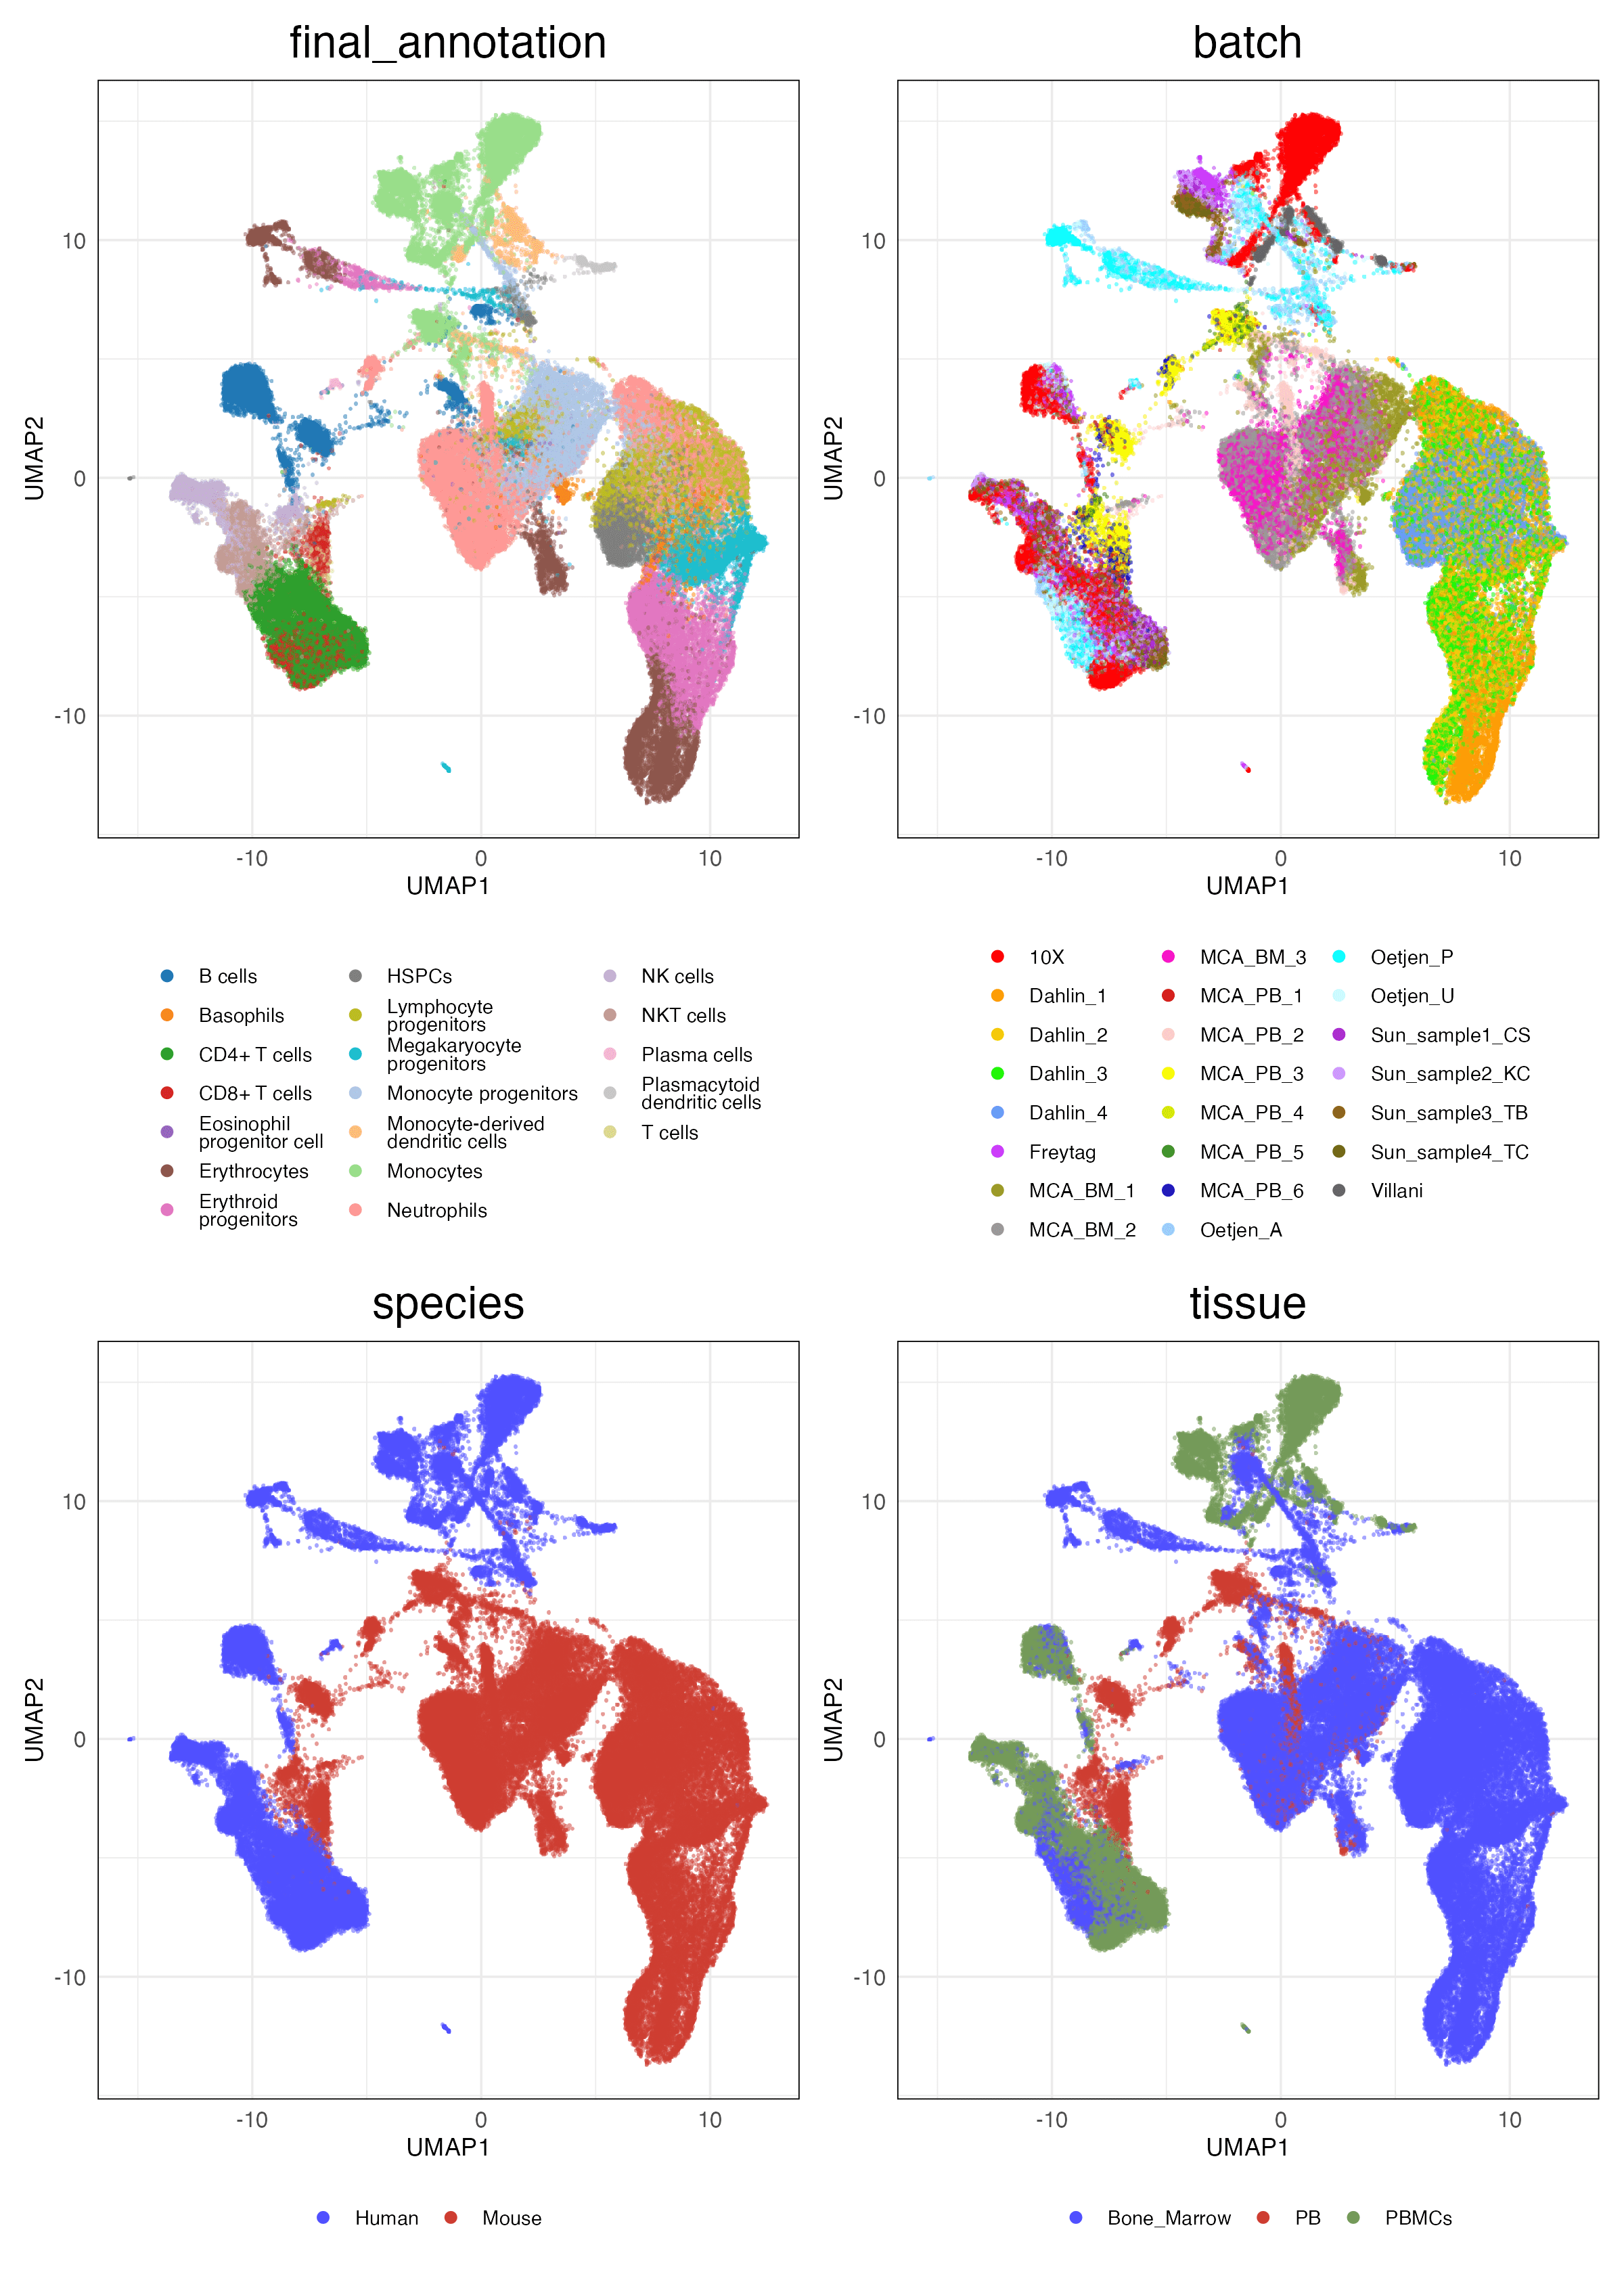 final_annotation
batch
10
0
-10
UMAP2
-10
0
10
UMAP1
10
0
-10
UMAP2
-10
0
10
UMAP1
B cells
Basophils
CD4+ T cells
CD8+ T cells
Eosinophil
progenitor cell
Erythrocytes
Erythroid
progenitors
HSPCs
Lymphocyte
progenitors
Megakaryocyte
progenitors
Monocyte progenitors
Monocyte-derived
dendritic cells
Monocytes
Neutrophils
NK cells
NKT cells
Plasma cells
Plasmacytoid
dendritic cells
T cells
10X
Dahlin_1
Dahlin_2
Dahlin_3
Dahlin_4
Freytag
MCA_BM_1
MCA_BM_2
MCA_BM_3
MCA_PB_1
MCA_PB_2
MCA_PB_3
MCA_PB_4
MCA_PB_5
MCA_PB_6
Oetjen_A
Oetjen_P
Oetjen_U
Sun_sample1_CS
Sun_sample2_KC
Sun_sample3_TB
Sun_sample4_TC
Villani
species
tissue
10
0
-10
UMAP2
-10
0
10
UMAP1
10
0
-10
UMAP2
-10
0
10
UMAP1
Human
Mouse
Bone_Marrow
PB
PBMCs